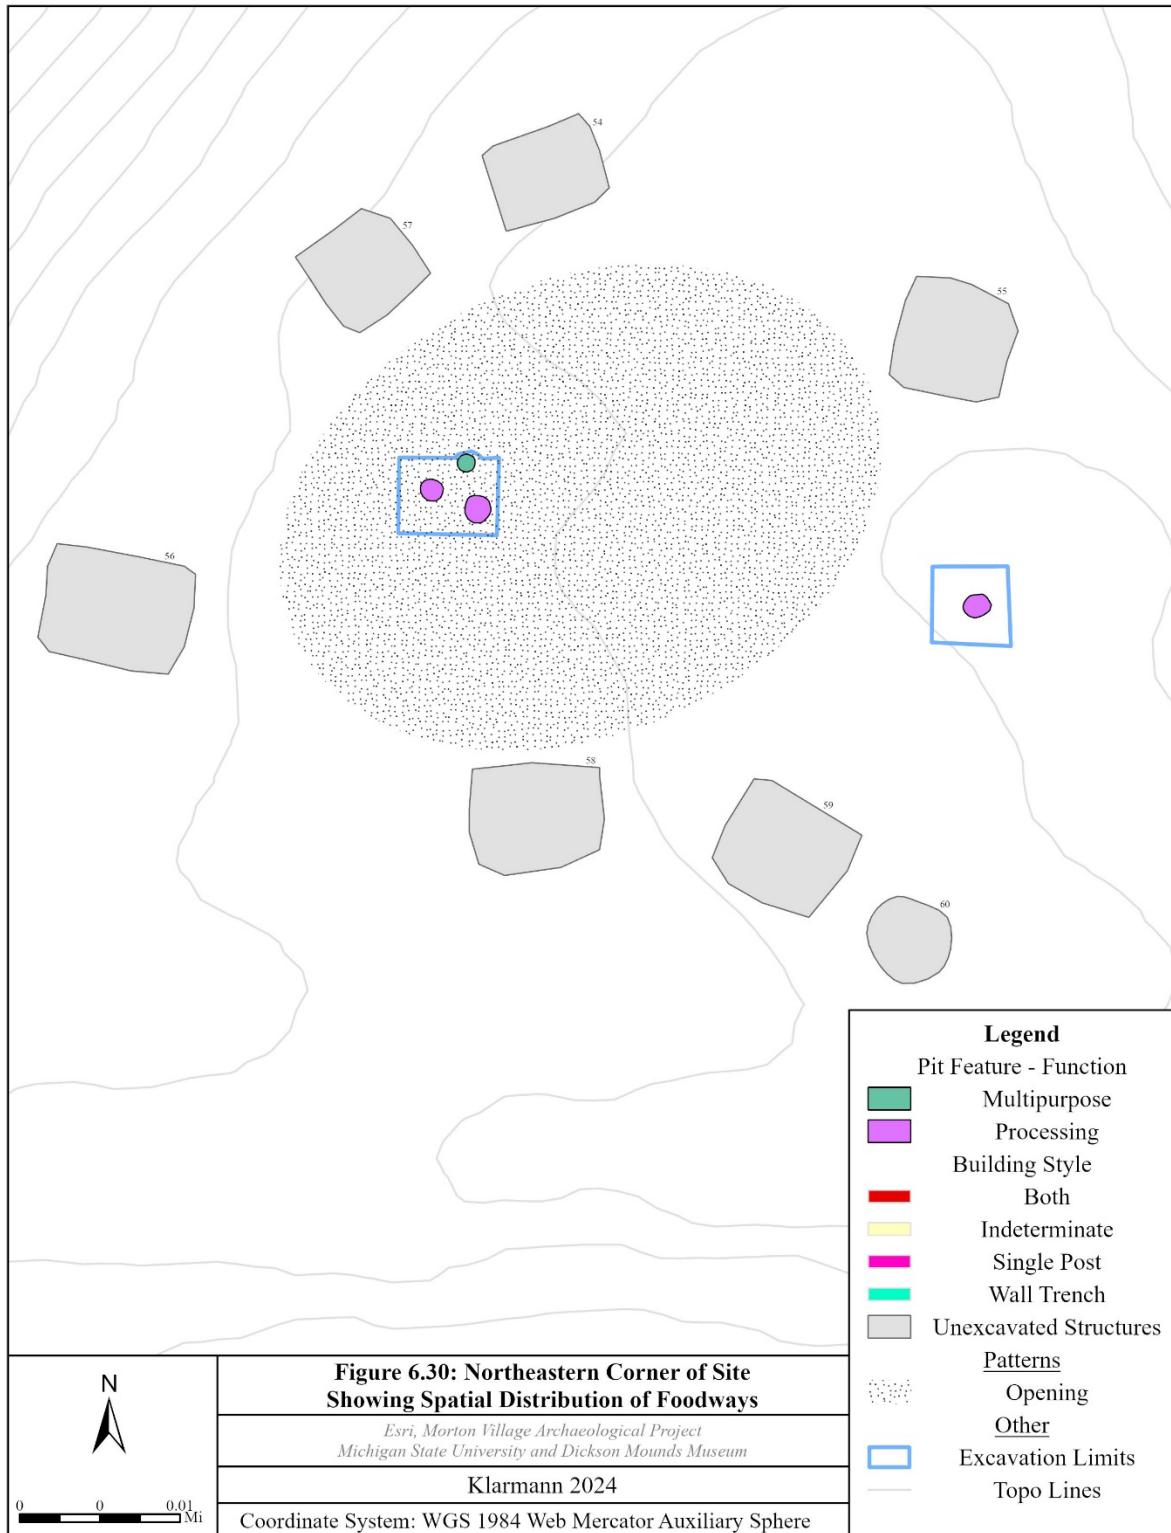 54
57
55
56
58
59
60
Legend
Pit Feature - Function
Multipurpose
Processing
Building Style
Both
Indeterminate
Single Post
Wall Trench
Unexcavated Structures
Patterns
Opening
Other
Excavation Limits
Topo Lines
N
0 0 0.01
Mi
Figure 6.30: Northeastern Corner of Site
Showing Spatial Distribution of Foodways
Esri, Morton Village Archaeological Project
Michigan State University and Dickson Mounds Museum
Klarmann 2024
Coordinate System: WGS 1984 Web Mercator Auxiliary Sphere